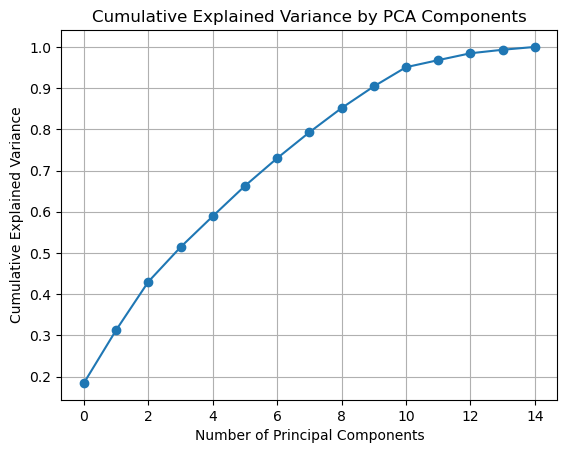 Cumulative Explained Variance by PCA Components
Cumulative Explained Variance
1.0
0.9
0.8
0.7
0.6
0.5
0.4
0.3
0.2
0 2 4 6 8 10 12 14
Number of Principal Components